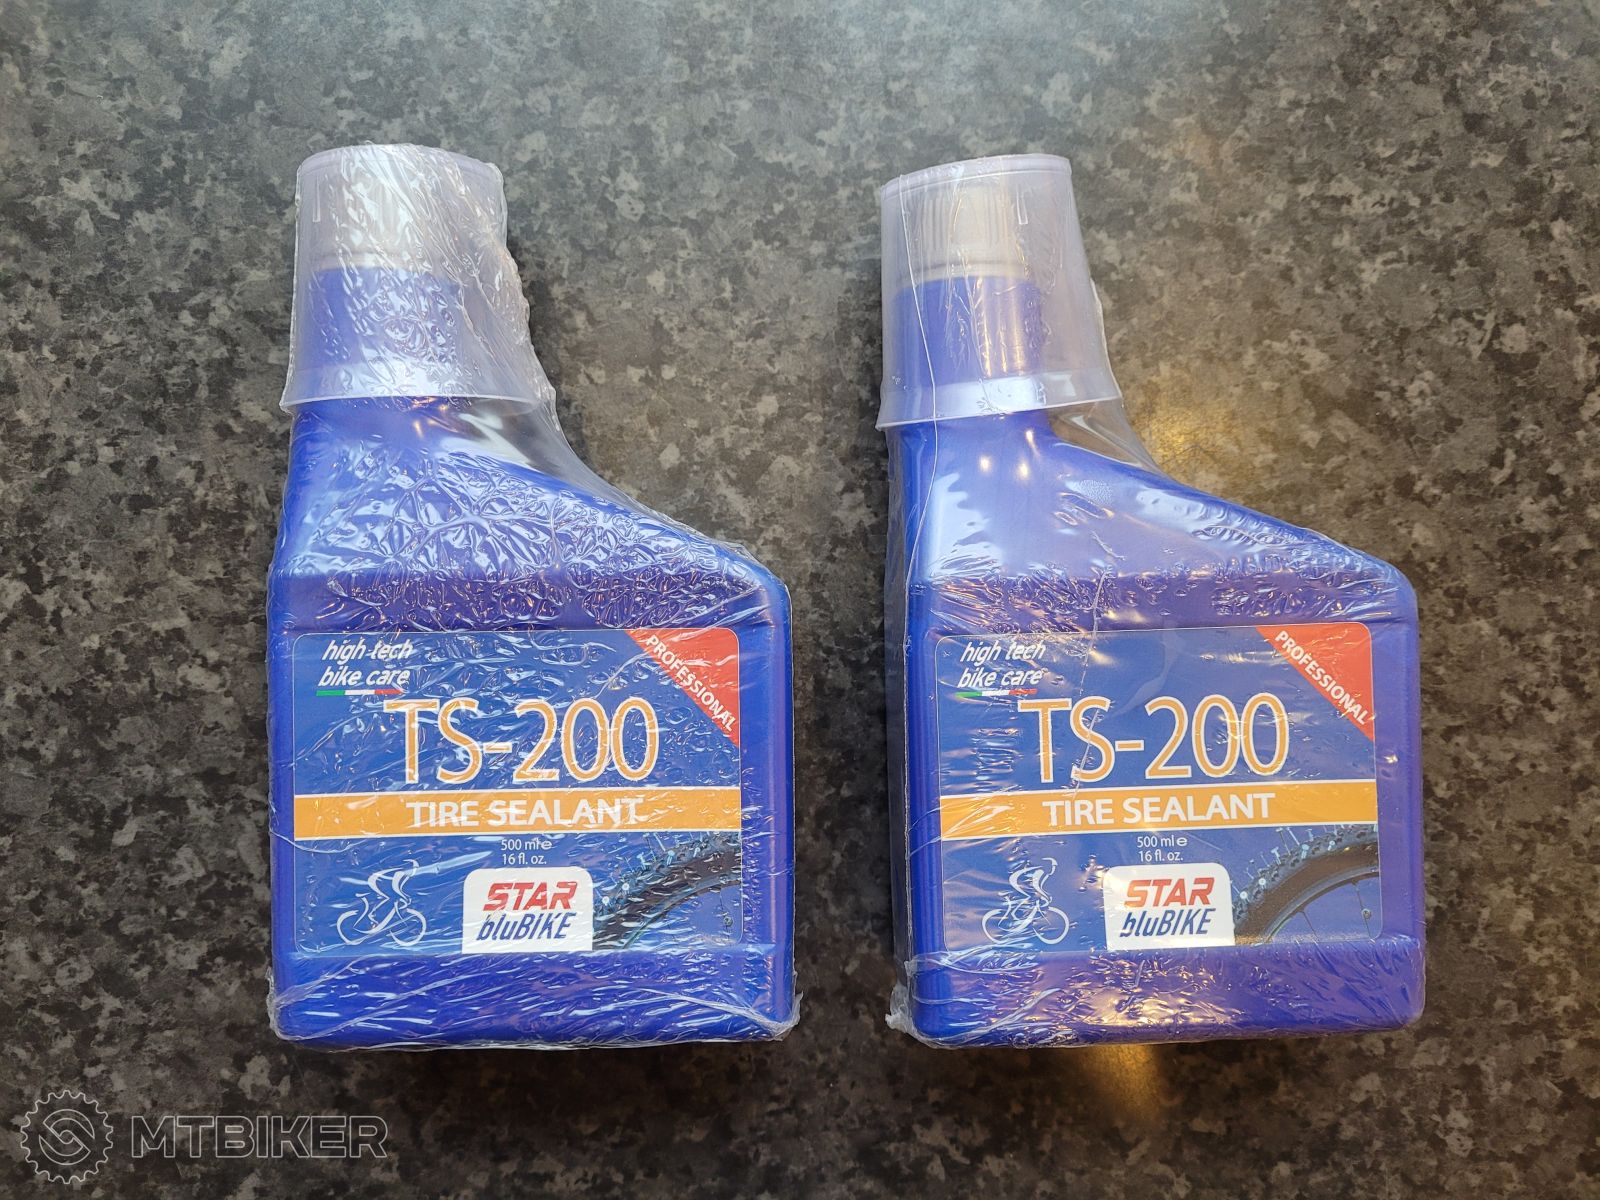 high tech
bike care
PROFESSIONAL
TS-200
TIRE SEALANT
500 ml e
16 fl. oz.
STAR
bluBIKE
high tech
bike care
PROFESSIONAL
TS-200
TIRE SEALANT
500 ml e
16 fl. oz.
STAR
bluBIKE
MTBIKER